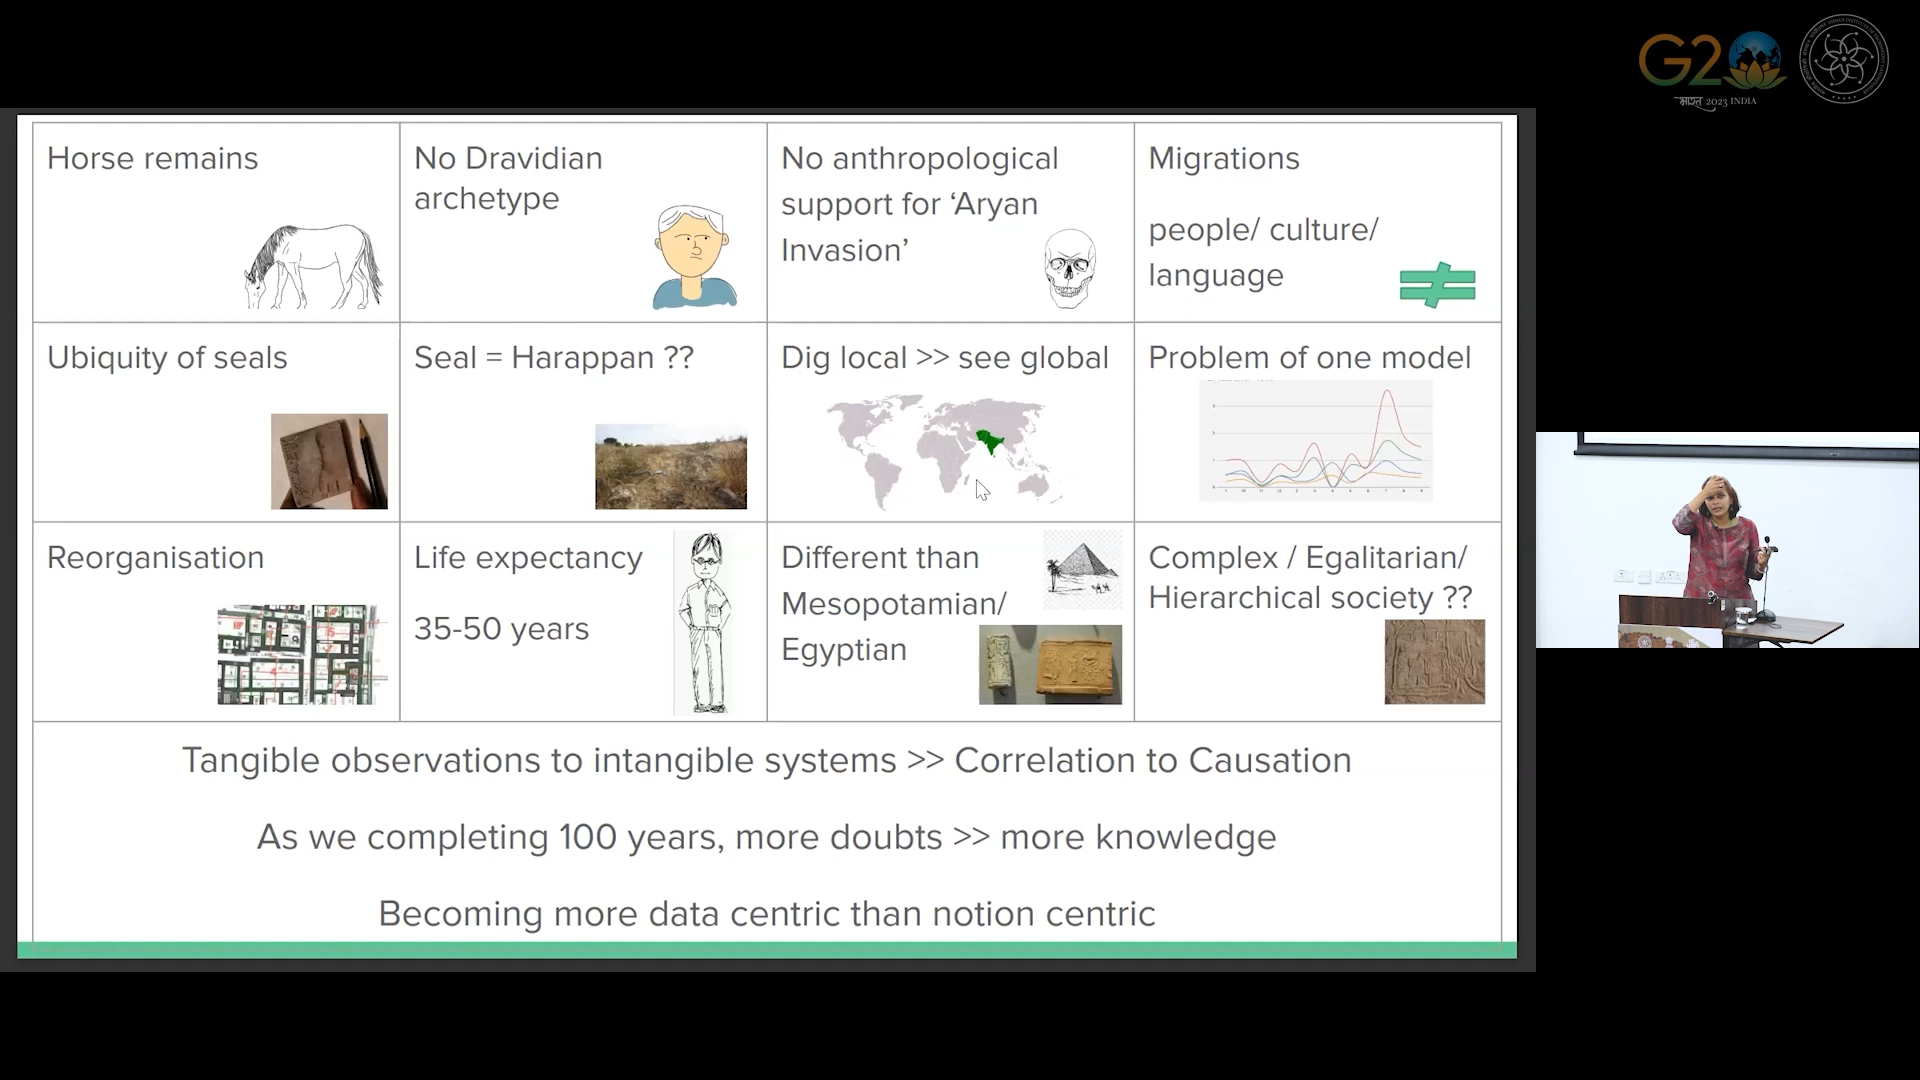 G20
भारत 2023 INDIA
Horse remains
No Dravidian
archetype
No anthropological
support for ‘Aryan
Invasion’
Migrations
people/ culture/
language
Ubiquity of seals
Seal = Harappan ??
Dig local >> see global
Problem of one model
Reorganisation
Life expectancy
35-50 years
Different than
Mesopotamian/
Egyptian
Complex / Egalitarian/
Hierarchical society ??
Tangible observations to intangible systems >> Correlation to Causation
As we completing 100 years, more doubts >> more knowledge
Becoming more data centric than notion centric